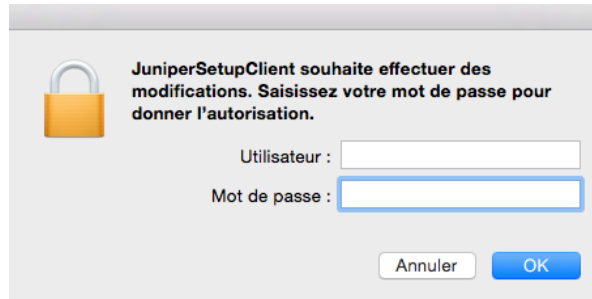 JuniperSetupClient souhaite effectuer des
modifications. Saisissez votre mot de passe pour
donner l’autorisation.
Utilisateur :
Mot de passe :
Annuler
OK